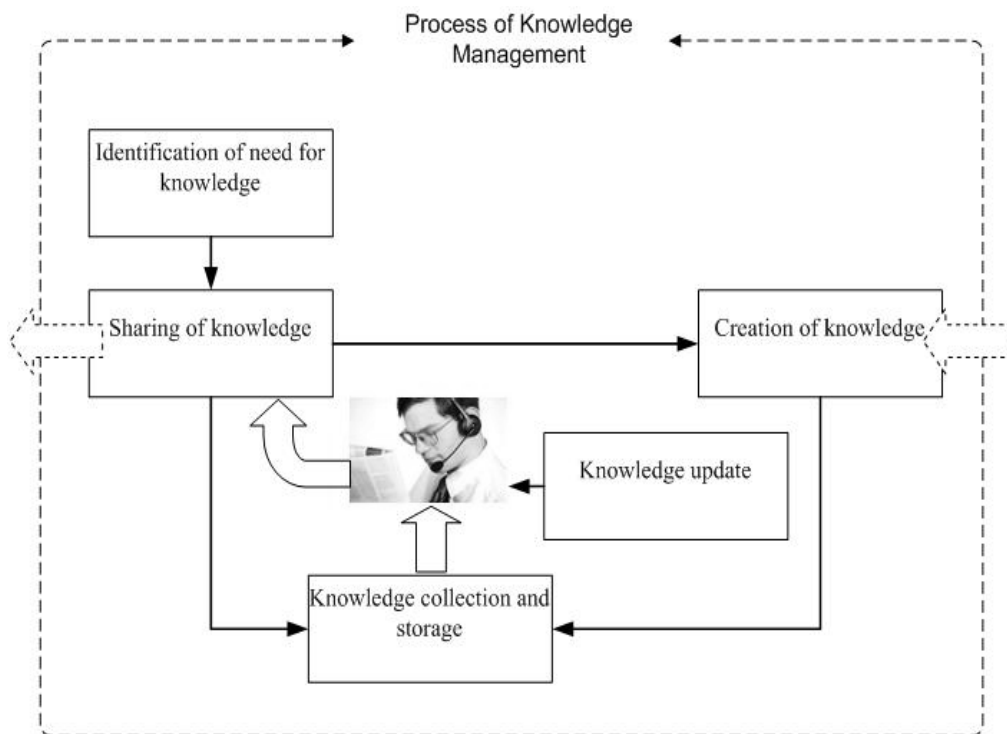 Process of Knowledge
Management
Identification of need for
knowledge
Sharing of knowledge
Creation of knowledge
Knowledge update
Knowledge collection and
storage